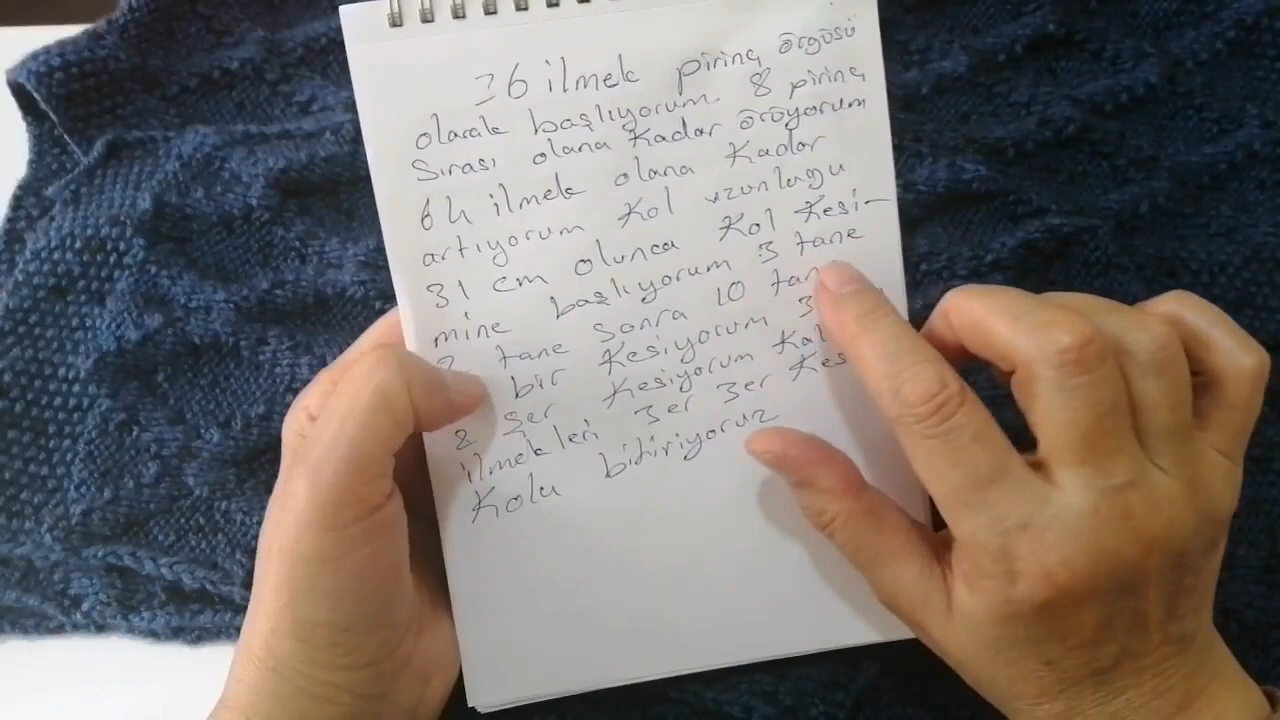 36 ilmek pirinç örgüsü
olarak başlıyorum. 8 pirinç
sırası olana kadar örüyorum
64 ilmek olana kadar
artıyorum kol uzunlugu
31 cm olunca kol kesi-
mine başlıyorum 3 tane
2 tane sonra 10 tane
bir kesiyorum 3
2 şer kesiyorum
ilmekleri 3er 3er
kolu bitiriyoruz